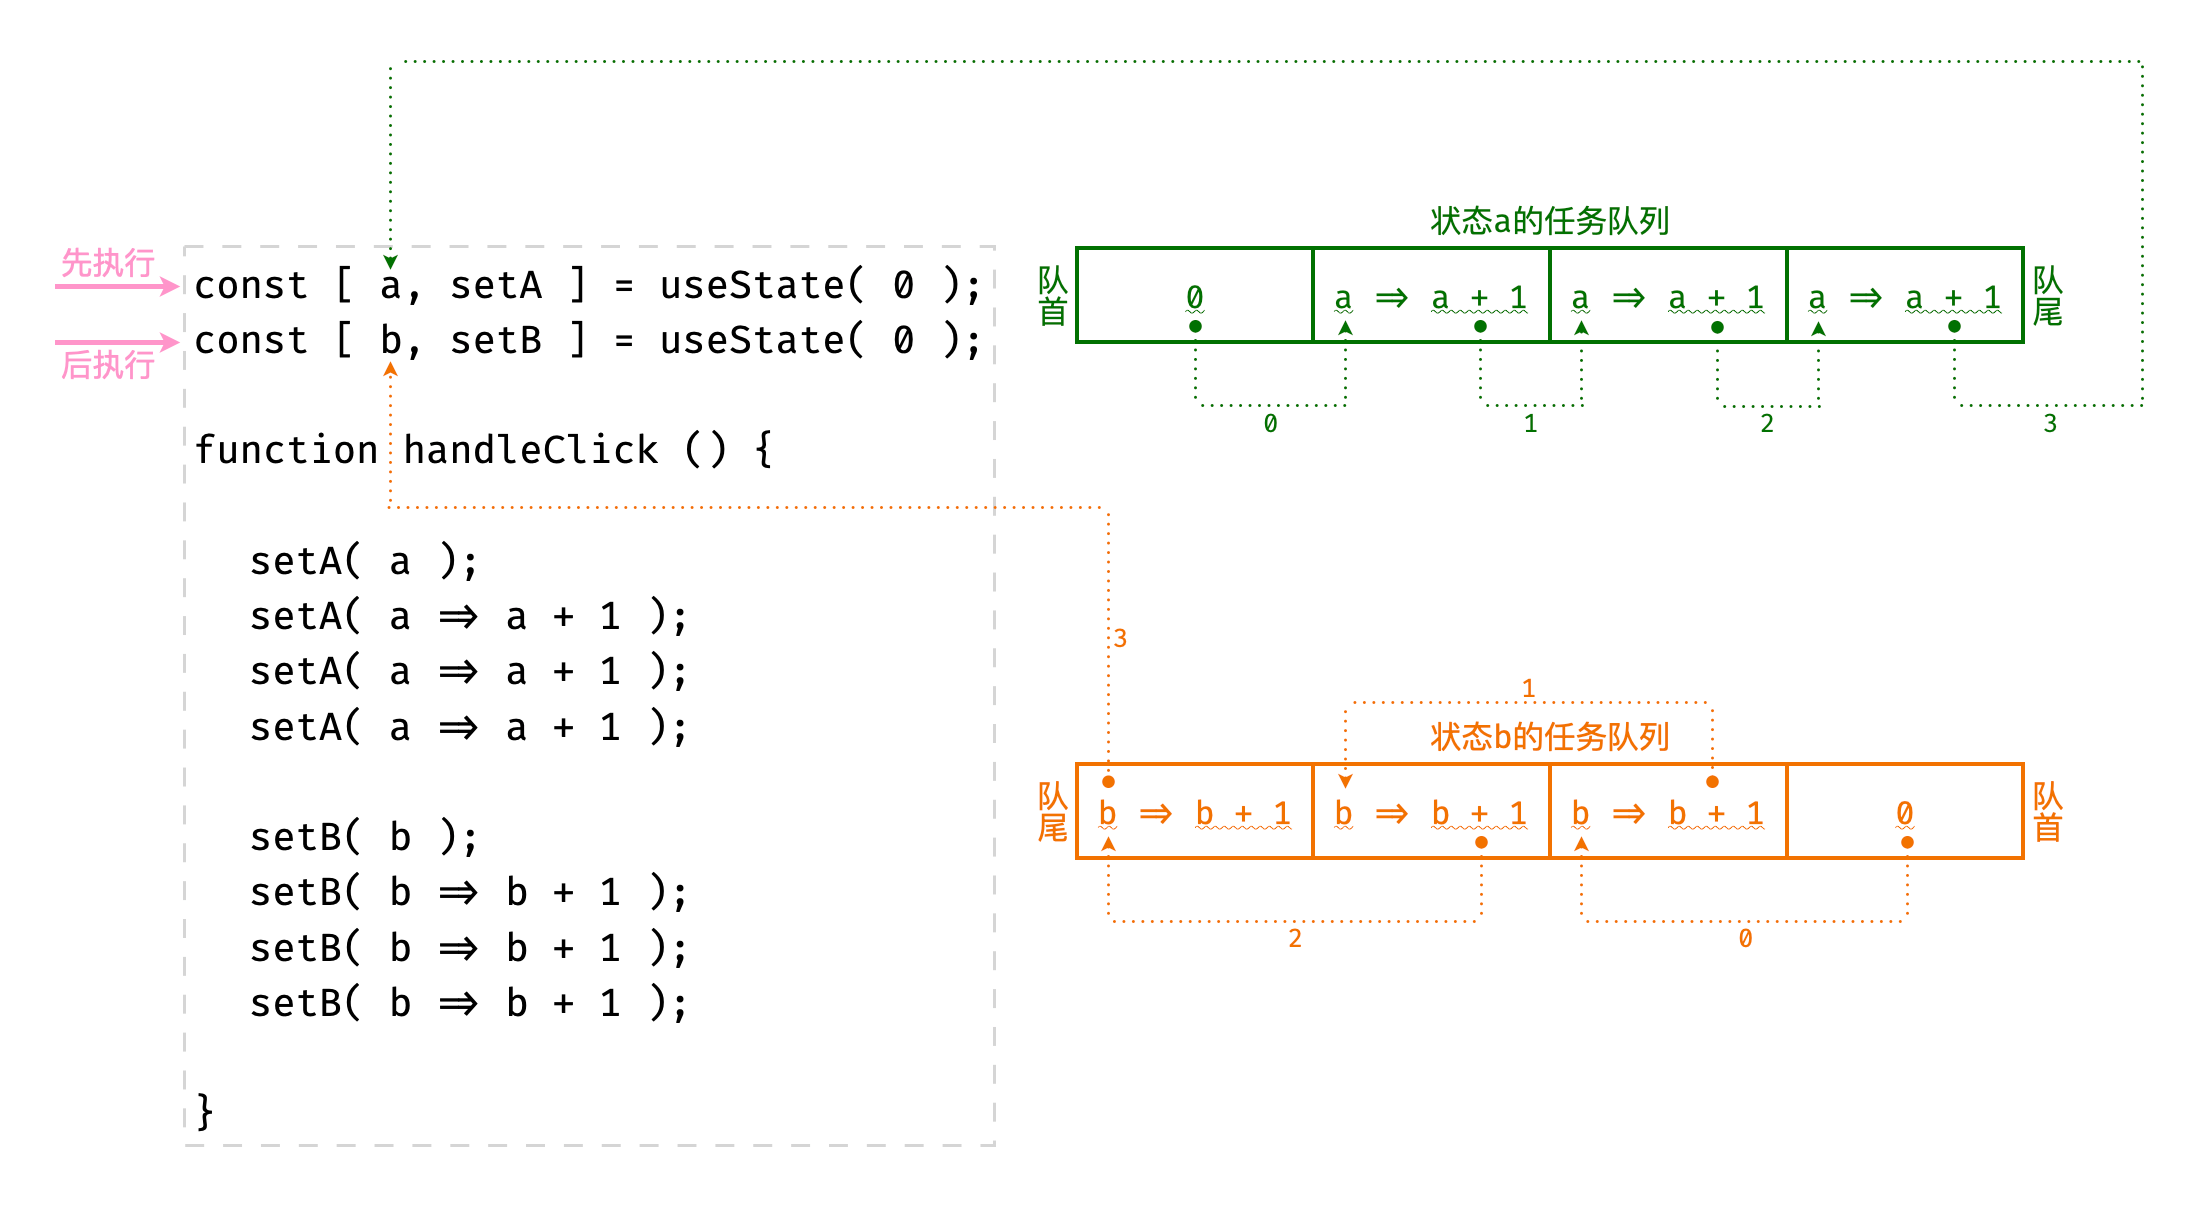 先执行
后执行
const [ a, setA ] = useState( 0 );
const [ b, setB ] = useState( 0 );
function handleClick () {
setA( a );
setA( a => a + 1 );
setA( a => a + 1 );
setA( a => a + 1 );
setB( b );
setB( b => b + 1 );
setB( b => b + 1 );
setB( b => b + 1 );
}
状态a的任务队列
队首
0
a => a + 1
a => a + 1
a => a + 1
队尾
0
1
2
3
3
1
状态b的任务队列
队尾
b => b + 1
b => b + 1
b => b + 1
0
队首
2
0